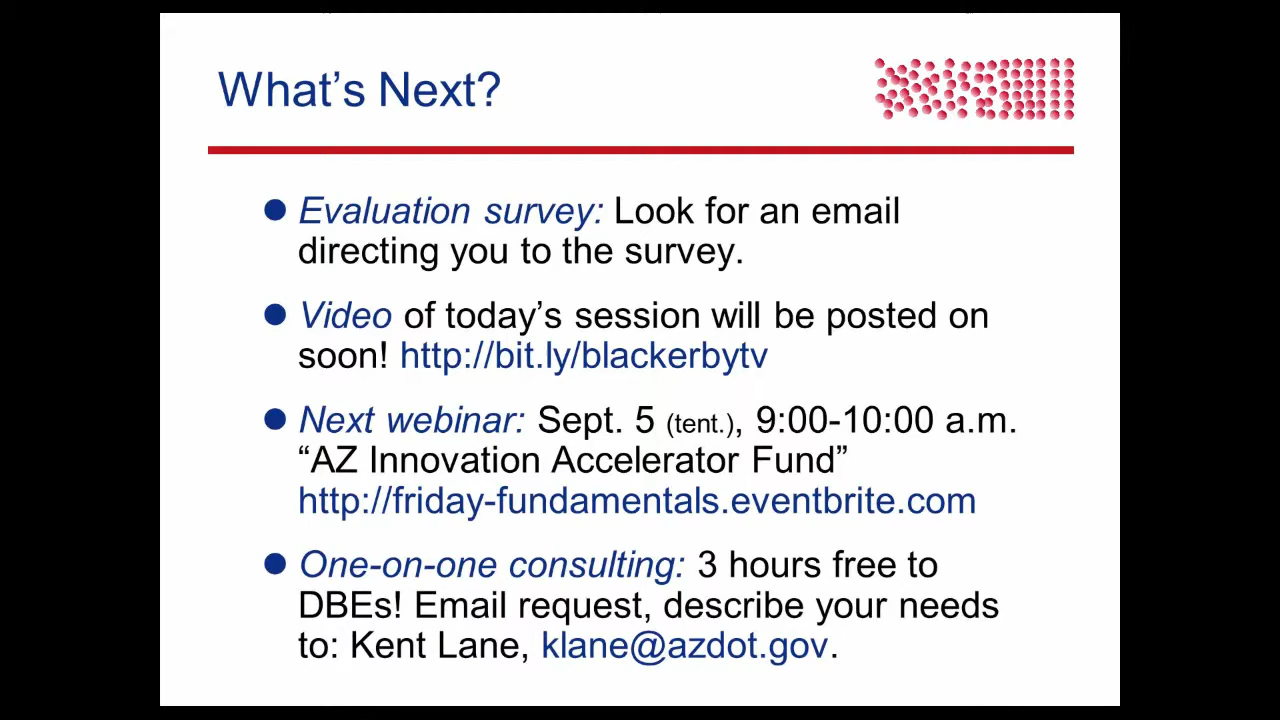 What’s Next?
Evaluation survey: Look for an email
directing you to the survey.
Video of today’s session will be posted on
soon! http://bit.ly/blackerbytv
Next webinar: Sept. 5 (tent.), 9:00-10:00 a.m.
“AZ Innovation Accelerator Fund”
http://friday-fundamentals.eventbrite.com
One-on-one consulting: 3 hours free to
DBEs! Email request, describe your needs
to: Kent Lane, klane@azdot.gov.